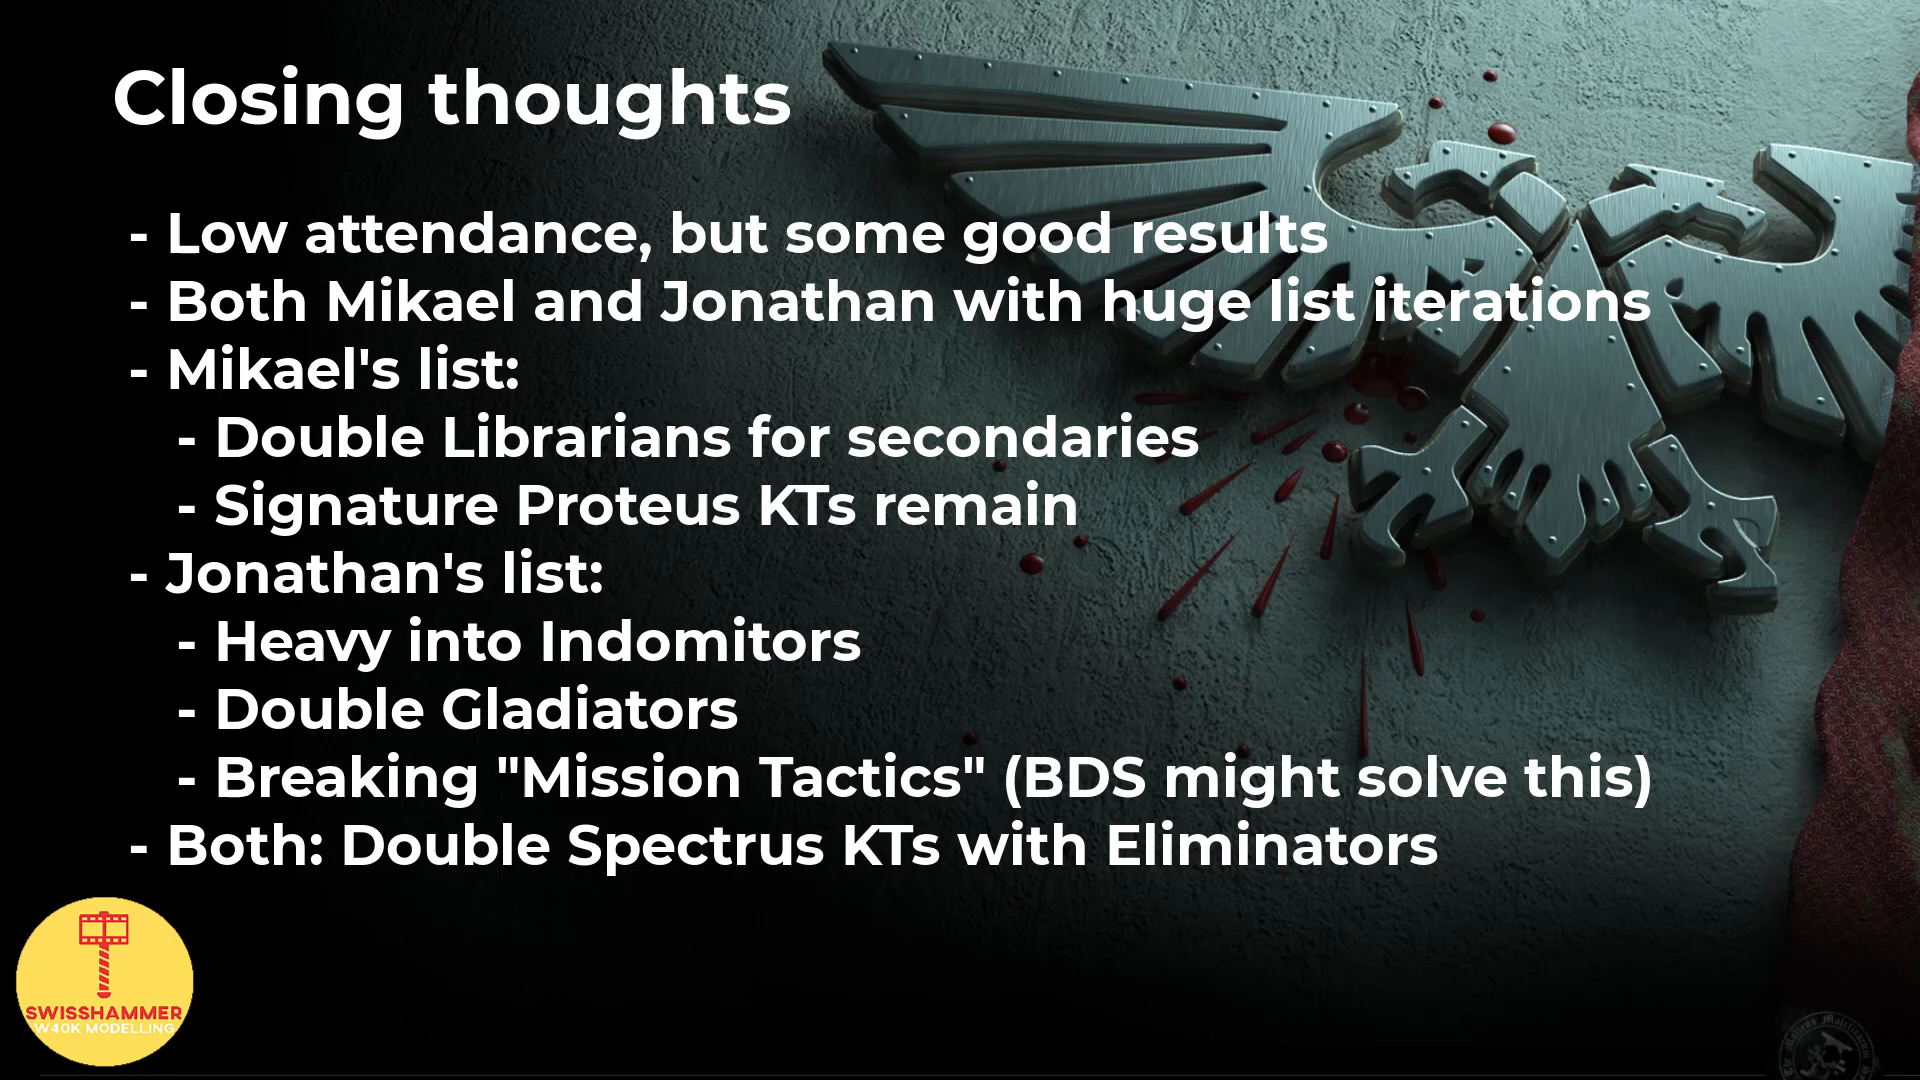 Closing thoughts
- Low attendance, but some good results
- Both Mikael and Jonathan with huge list iterations
- Mikael's list:
- Double Librarians for secondaries
- Signature Proteus KTs remain
- Jonathan's list:
- Heavy into Indomitors
- Double Gladiators
- Breaking "Mission Tactics" (BDS might solve this)
- Both: Double Spectrus KTs with Eliminators
SWISSHAMMER
W40K MODELLING